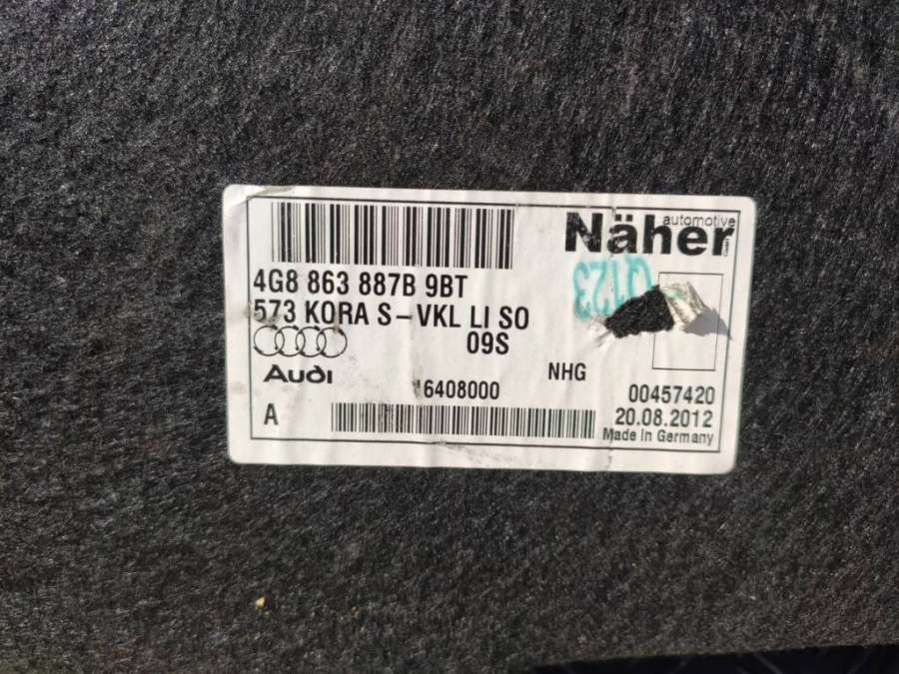 automotive
Näher
4G8 863 887B 9BT
Q123
573 KORA S-VKL LI SO
09S
Audi
NHG
16408000
00457420
A
20.08.2012
Made in Germany